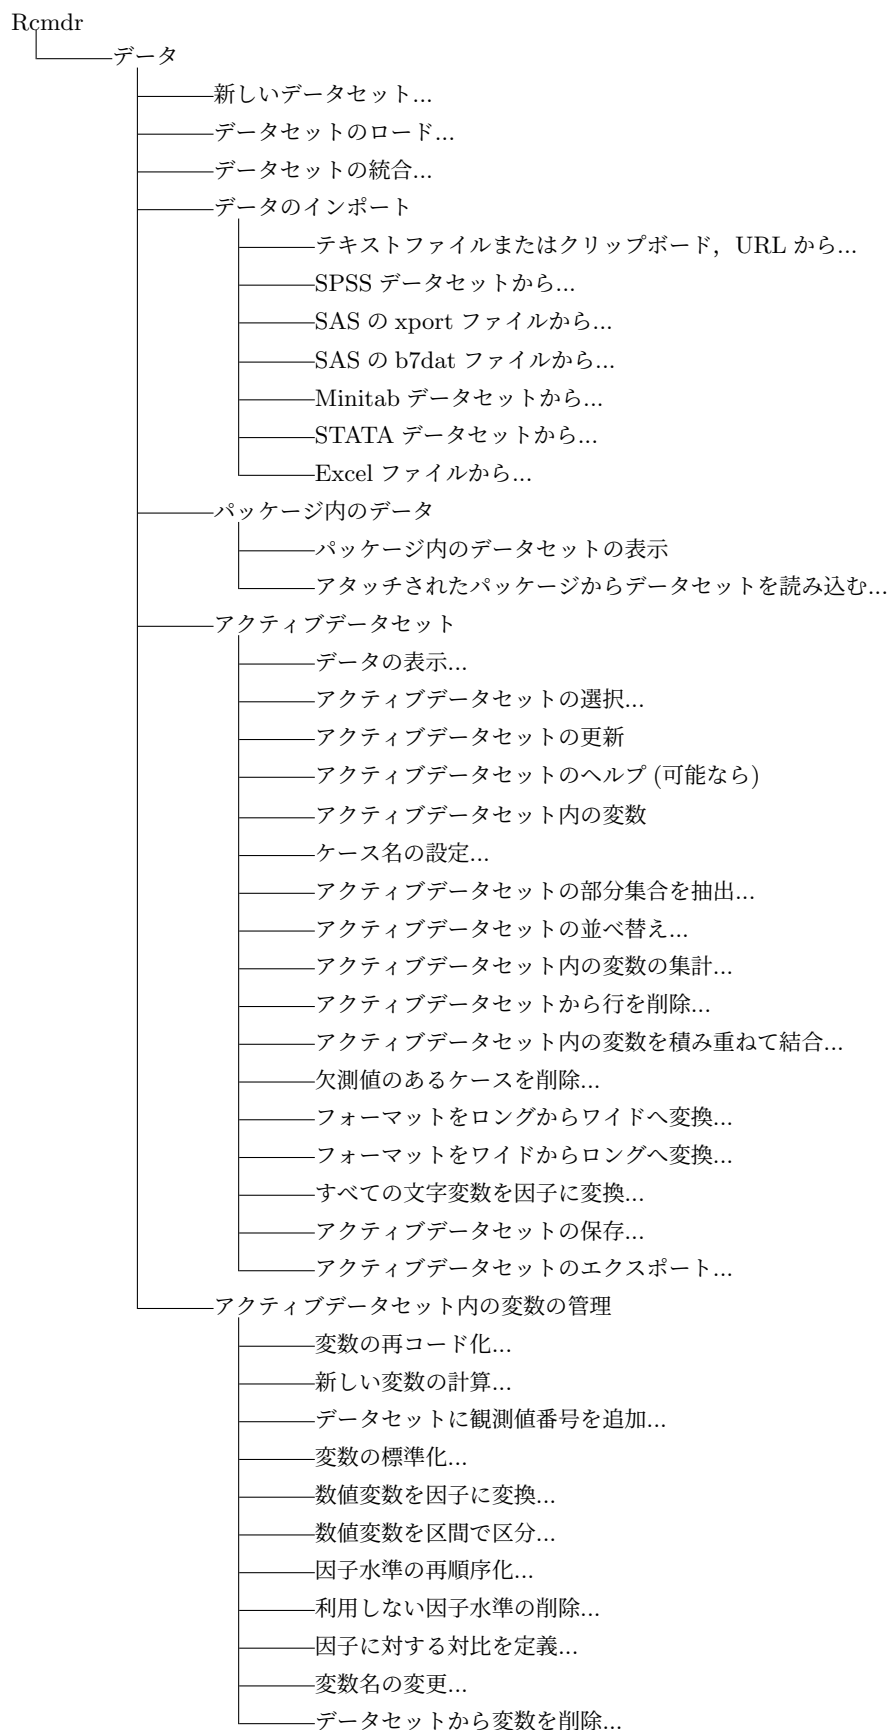 Rcmdr
データ
新しいデータセット...
データセットのロード...
データセットの統合...
データのインポート
テキストファイルまたはクリップボード，URL から...
SPSS データセットから...
SAS の xport ファイルから...
SAS の b7dat ファイルから...
Minitab データセットから...
STATA データセットから...
Excel ファイルから...
パッケージ内のデータ
パッケージ内のデータセットの表示
アタッチされたパッケージからデータセットを読み込む...
アクティブデータセット
データの表示...
アクティブデータセットの選択...
アクティブデータセットの更新
アクティブデータセットのヘルプ (可能なら)
アクティブデータセット内の変数
ケース名の設定...
アクティブデータセットの部分集合を抽出...
アクティブデータセットの並べ替え...
アクティブデータセット内の変数の集計...
アクティブデータセットから行を削除...
アクティブデータセット内の変数を積み重ねて結合...
欠測値のあるケースを削除...
フォーマットをロングからワイドへ変換...
フォーマットをワイドからロングへ変換...
すべての文字変数を因子に変換...
アクティブデータセットの保存...
アクティブデータセットのエクスポート...
アクティブデータセット内の変数の管理
変数の再コード化...
新しい変数の計算...
データセットに観測値番号を追加...
変数の標準化...
数値変数を因子に変換...
数値変数を区間で区分...
因子水準の再順序化...
利用しない因子水準の削除...
因子に対する対比を定義...
変数名の変更...
データセットから変数を削除...